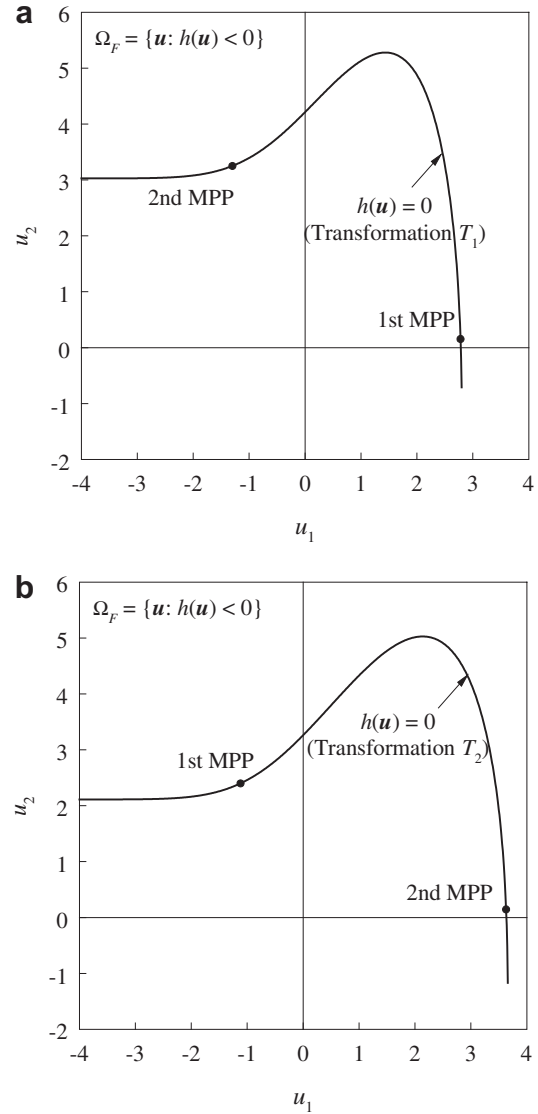 a
Ω_F = {u: h(u) < 0}
6
5
4
3
2
1
0
-1
-2
u_2
2nd MPP
h(u) = 0
(Transformation T_1)
1st MPP
-4 -3 -2 -1 0 1 2 3 4
u_1
b
Ω_F = {u: h(u) < 0}
6
5
4
3
2
1
0
-1
-2
u_2
1st MPP
h(u) = 0
(Transformation T_2)
2nd MPP
-4 -3 -2 -1 0 1 2 3 4
u_1